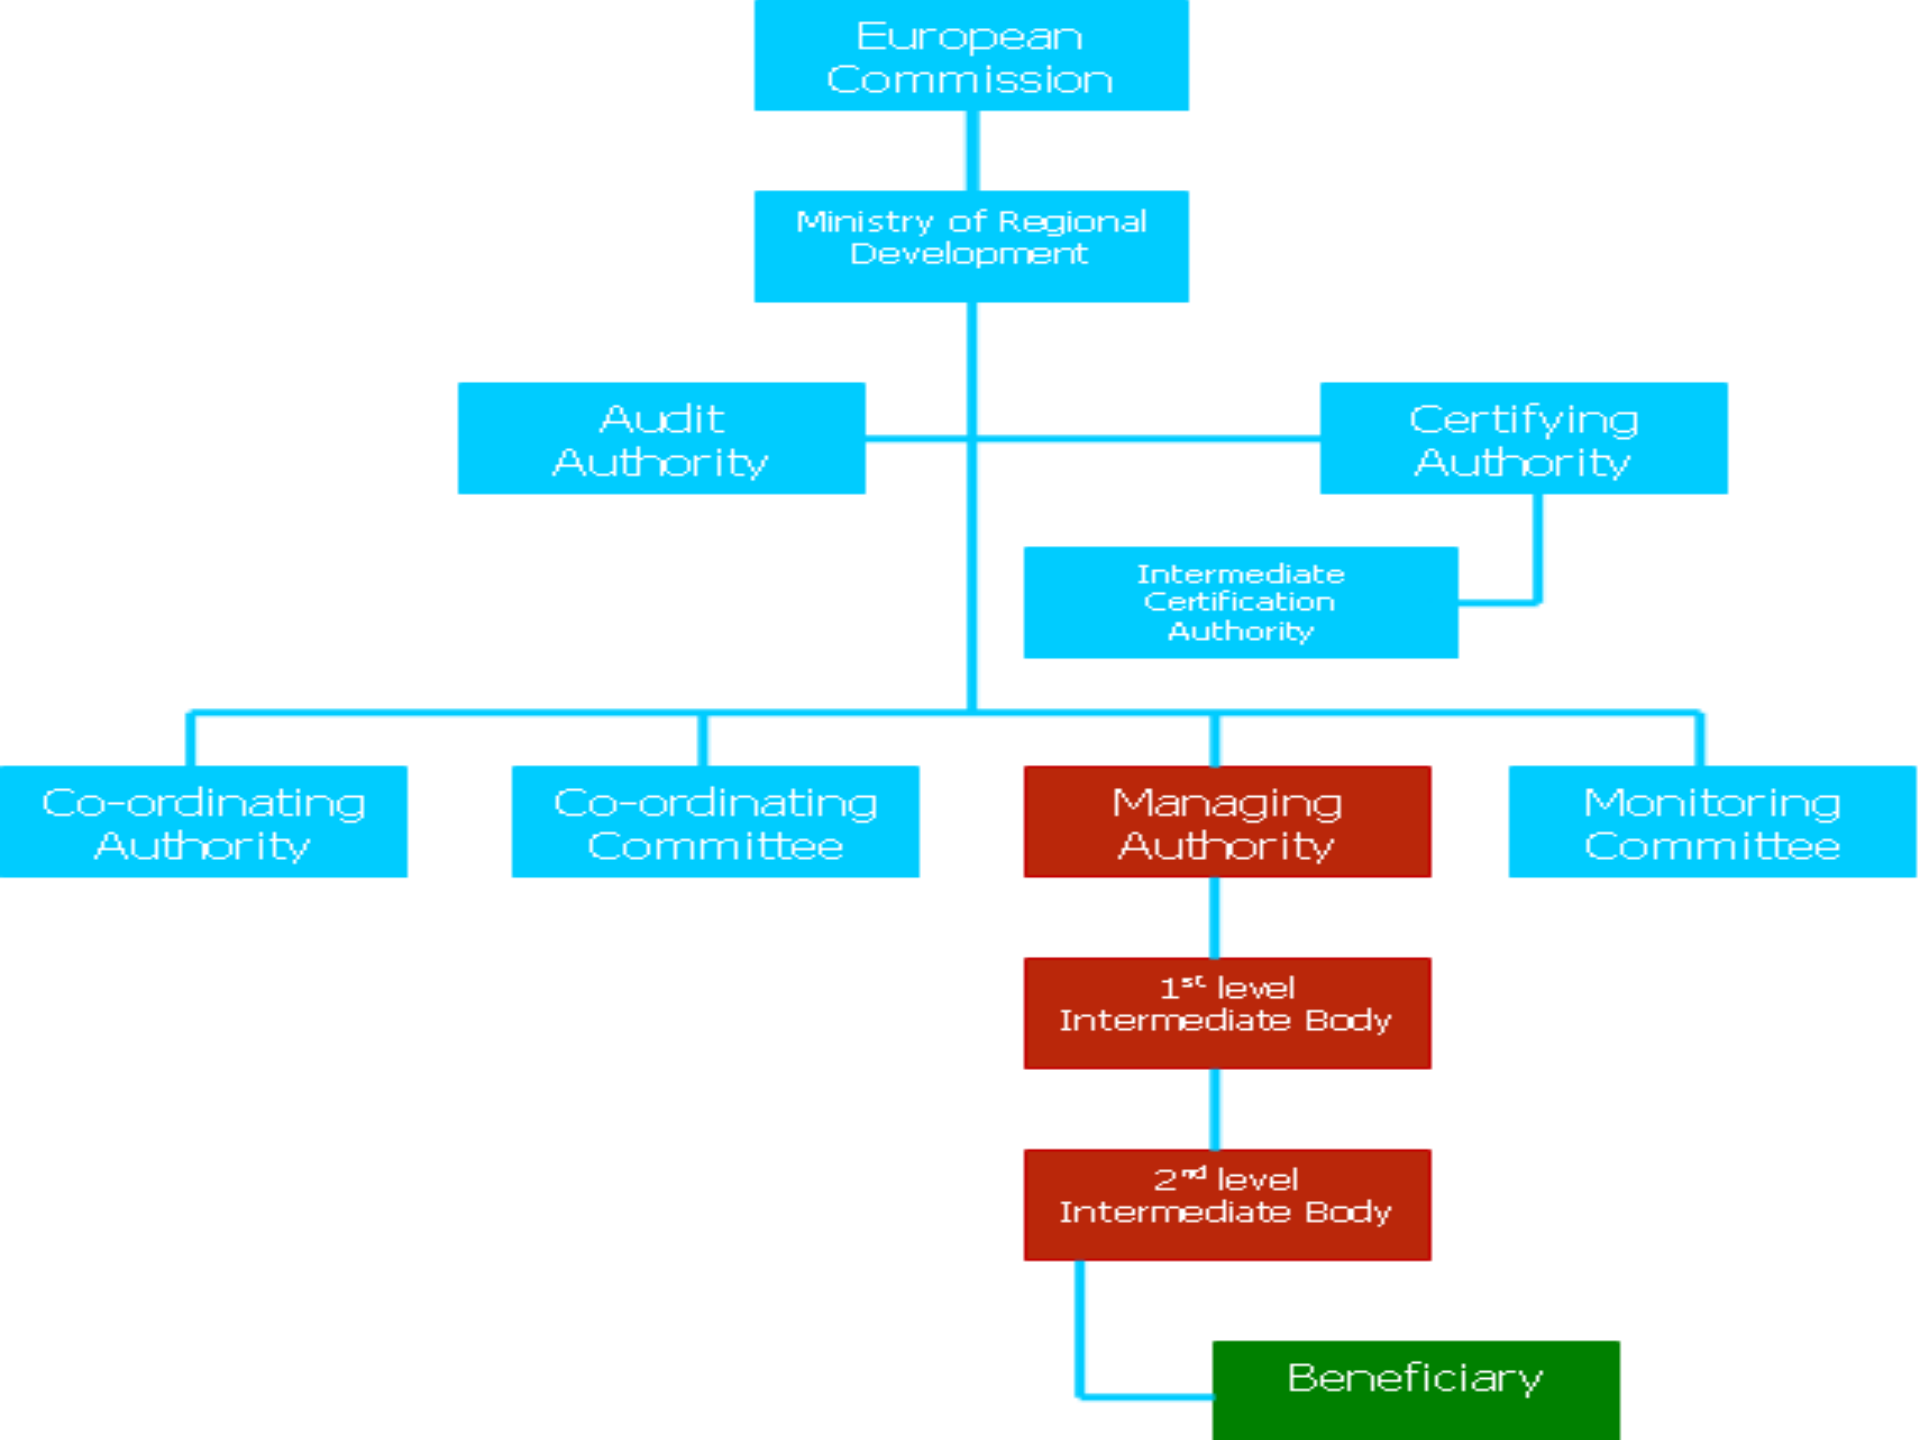 European
Commission
Ministry of Regional
Development
Audit
Authority
Certifying
Authority
Intermediate
Certification
Authority
Co-ordinating
Authority
Co-ordinating
Committee
Managing
Authority
Monitoring
Committee
1st level
Intermediate Body
2nd level
Intermediate Body
Beneficiary